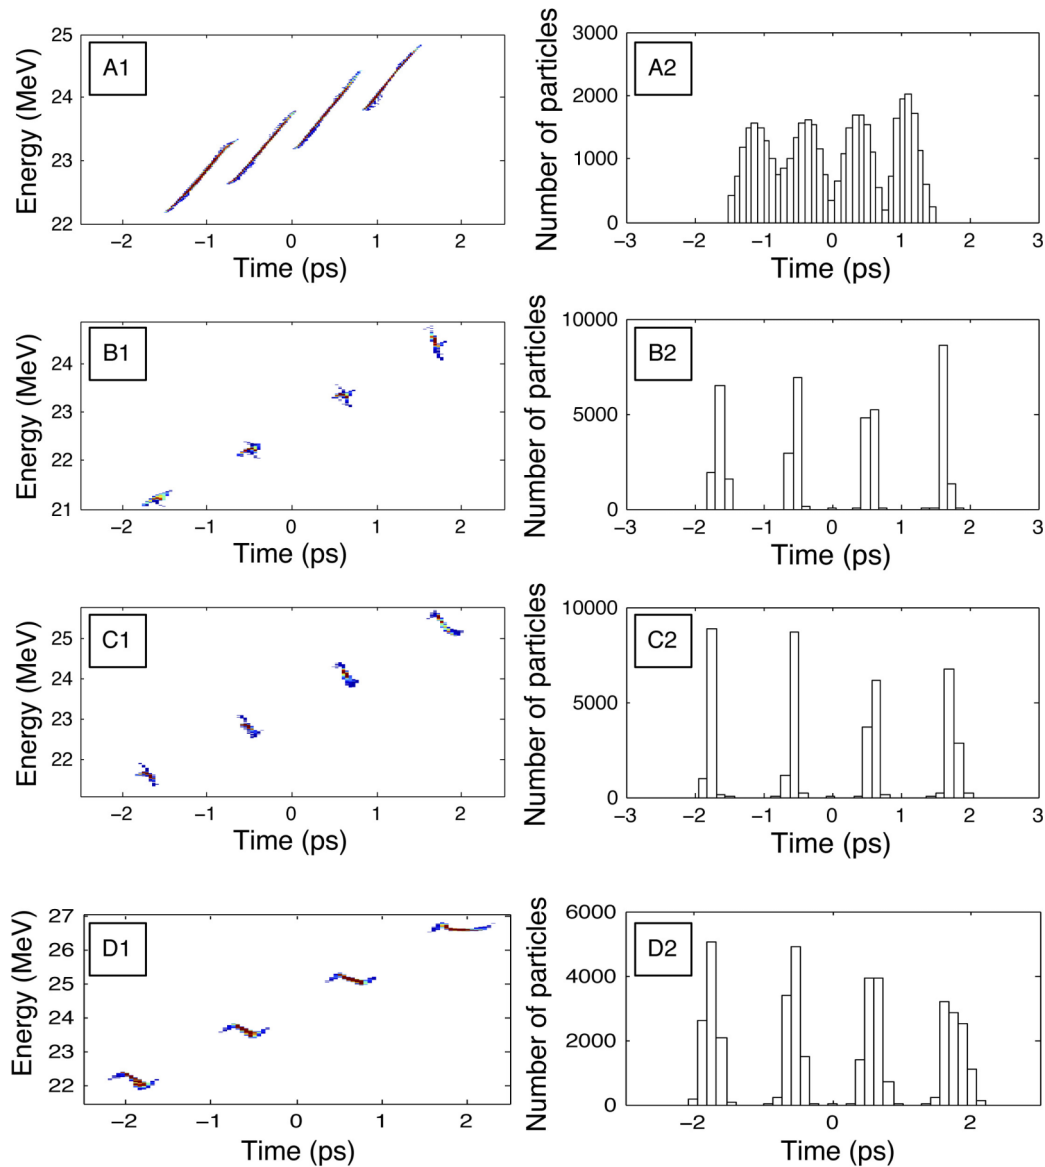 A1
Energy (MeV)
25
24
23
22
−2 −1 0 1 2
Time (ps)
A2
Number of particles
3000
2000
1000
0
−3 −2 −1 0 1 2 3
Time (ps)
B1
Energy (MeV)
24
23
22
21
−2 −1 0 1 2
Time (ps)
B2
Number of particles
10000
5000
0
−3 −2 −1 0 1 2 3
Time (ps)
C1
Energy (MeV)
25
24
23
22
−2 −1 0 1 2
Time (ps)
C2
Number of particles
10000
5000
0
−3 −2 −1 0 1 2 3
Time (ps)
D1
Energy (MeV)
27
26
25
24
23
22
−2 −1 0 1 2
Time (ps)
D2
Number of particles
6000
4000
2000
0
−2 0 2
Time (ps)